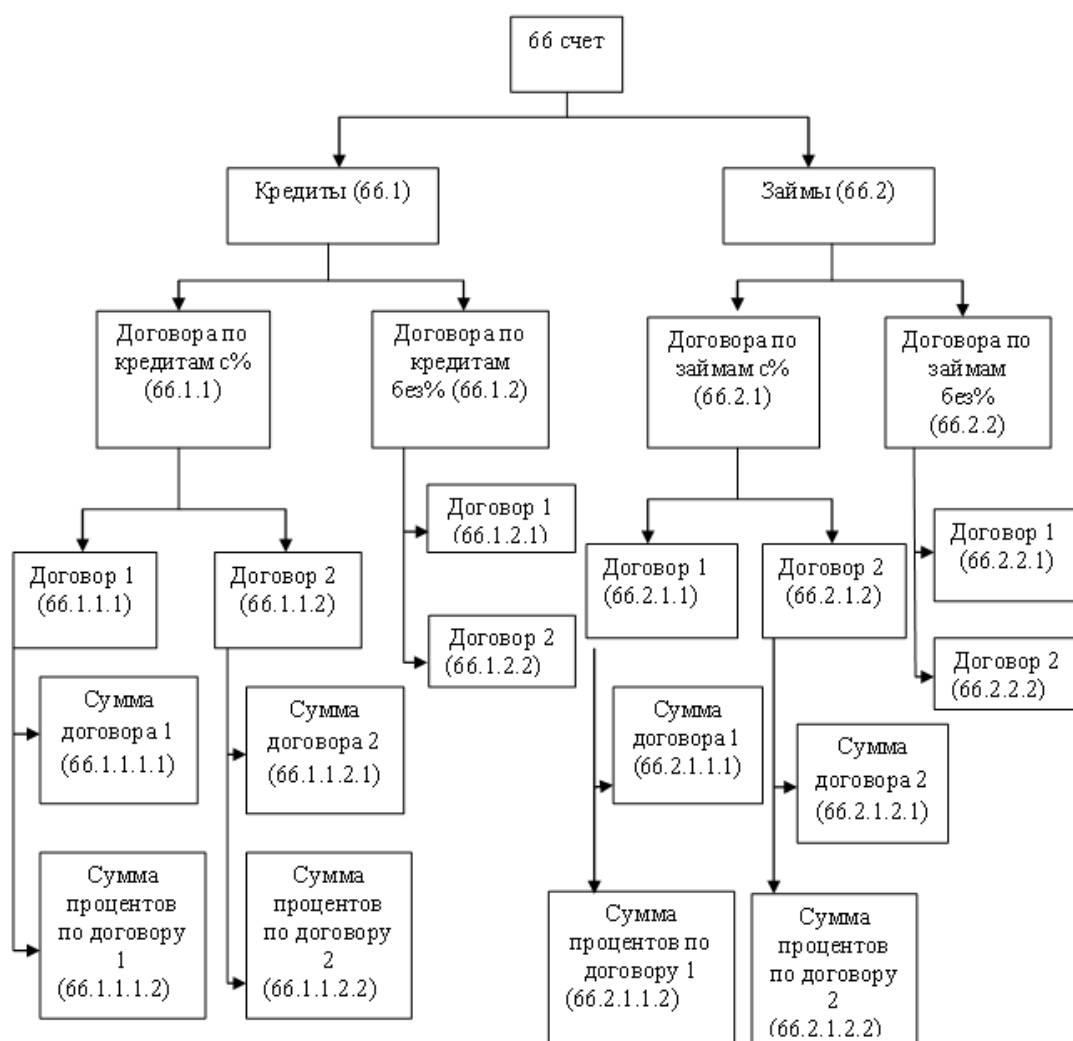 66 счет
Кредиты (66.1)
Займы (66.2)
Договора по
кредитам с%
(66.1.1)
Договора по
кредитам
без% (66.1.2)
Договора по
займам с%
(66.2.1)
Договора по
займам
без%
(66.2.2)
Договор 1
(66.1.1.1)
Договор 2
(66.1.1.2)
Договор 1
(66.1.2.1)
Договор 2
(66.1.2.2)
Договор 1
(66.2.1.1)
Договор 2
(66.2.1.2)
Договор 1
(66.2.2.1)
Договор 2
(66.2.2.2)
Сумма
договора 1
(66.1.1.1.1)
Сумма
договора 2
(66.1.1.2.1)
Сумма
договора 1
(66.2.1.1.1)
Сумма
договора 2
(66.2.1.2.1)
Сумма
процентов
по договору
1
(66.1.1.1.2)
Сумма
процентов
по договору
2
(66.1.1.2.2)
Сумма
процентов по
договору 1
(66.2.1.1.2)
Сумма
процентов
по договору
2
(66.2.1.2.2)